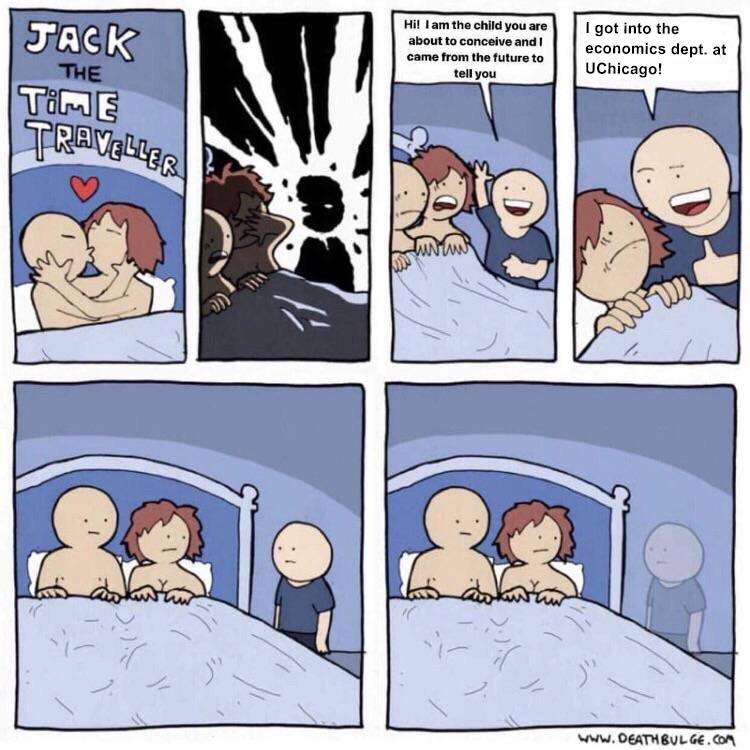 JACK
THE
TiME
TRAVELLER
Hi! I am the child you are
about to conceive and I
came from the future to
tell you
I got into the
economics dept. at
UChicago!
WWW.DEATHBULGE.COM